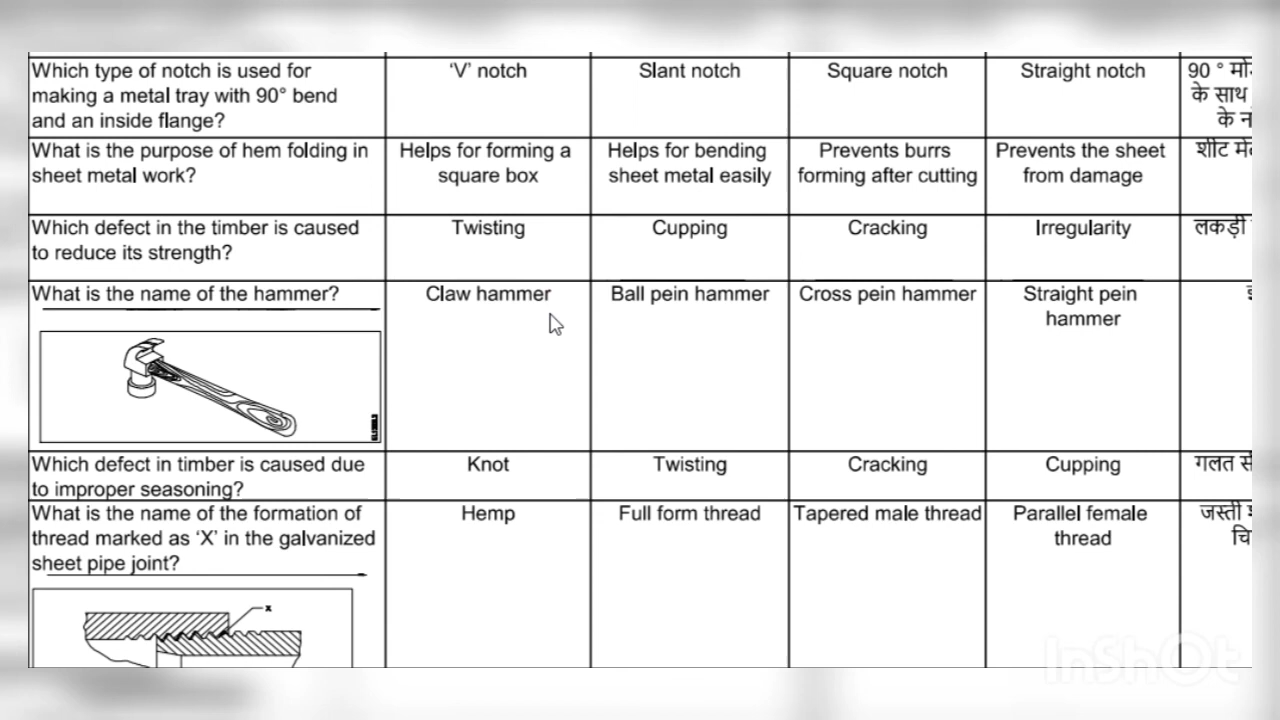 Which type of notch is used for
making a metal tray with 90° bend
and an inside flange?
‘V’ notch
Slant notch
Square notch
Straight notch
90 °
के साथ
What is the purpose of hem folding in
sheet metal work?
Helps for forming a
square box
Helps for bending
sheet metal easily
Prevents burrs
forming after cutting
Prevents the sheet
from damage
शीट
Which defect in the timber is caused
to reduce its strength?
Twisting
Cupping
Cracking
Irregularity
लकड़ी
What is the name of the hammer?
Claw hammer
Ball pein hammer
Cross pein hammer
Straight pein
hammer
Which defect in timber is caused due
to improper seasoning?
Knot
Twisting
Cracking
Cupping
गलत
What is the name of the formation of
thread marked as ‘X’ in the galvanized
sheet pipe joint?
Hemp
Full form thread
Tapered male thread
Parallel female
thread
जस्ती
X
InShOt